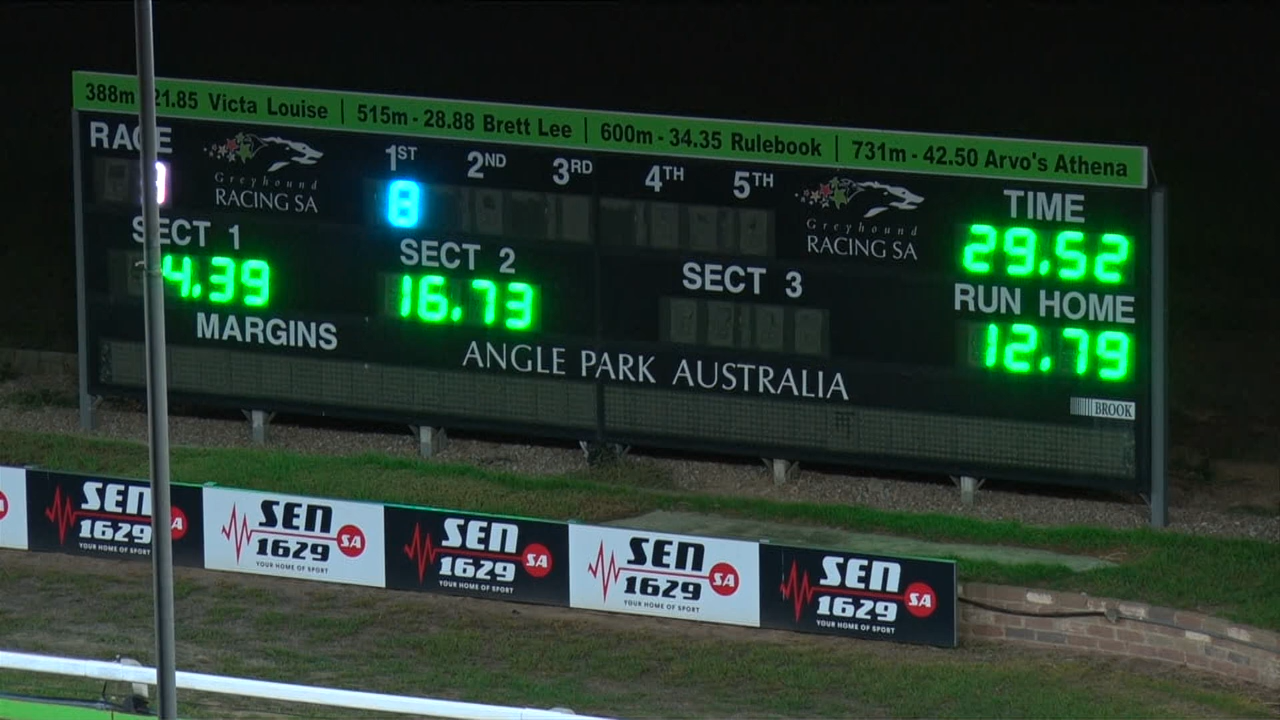 388m 21.85 Victa Louise | 515m - 28.88 Brett Lee | 600m - 34.35 Rulebook | 731m - 42.50 Arvo's Athena
RACE
Greyhound
RACING SA
1ST 2ND 3RD 4TH 5TH
8
Greyhound
RACING SA
TIME
29.52
SECT 1
4.39
SECT 2
16.73
SECT 3
RUN HOME
12.79
MARGINS
ANGLE PARK AUSTRALIA
BROOK
SEN SA
1629
YOUR HOME OF SPORT
SEN SA
1629
YOUR HOME OF SPORT
SEN SA
1629
YOUR HOME OF SPORT
SEN SA
1629
YOUR HOME OF SPORT
SEN SA
1629
YOUR HOME OF SPORT